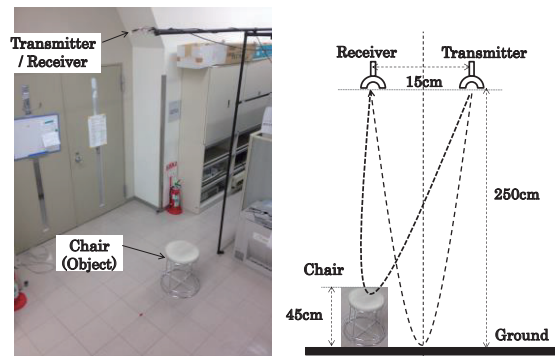 Transmitter
/ Receiver
Chair
(Object)
Receiver
Transmitter
15cm
250cm
Chair
45cm
Ground